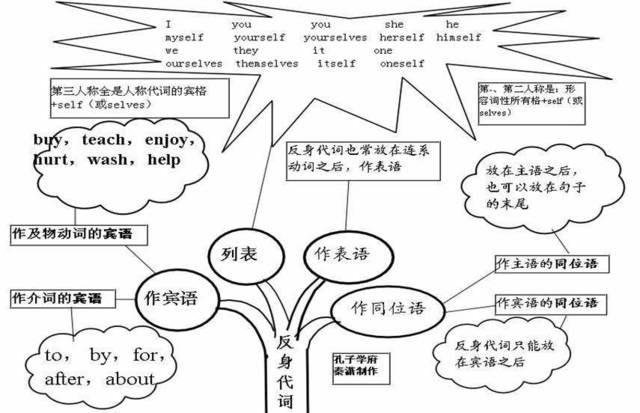 I you you she he
myself yourself yourselves herself himself
we they it one
ourselves themselves itself oneself
第三人称全是人称代词的宾格
+self（或selves）
第一、第二人称是：形
容词性所有格+self（或
selves）
buy，teach，enjoy，
hurt，wash，help
反身代词也常放在连系
动词之后，作表语
放在主语之后，
也可以放在句子
的末尾
作及物动词的宾语
列表
作表语
作主语的同位语
作介词的宾语
作宾语
作同位语
作宾语的同位语
to，by，for，
after，about
反身代词
孔子学府
秦潇制作
反身代词只能放
在宾语之后